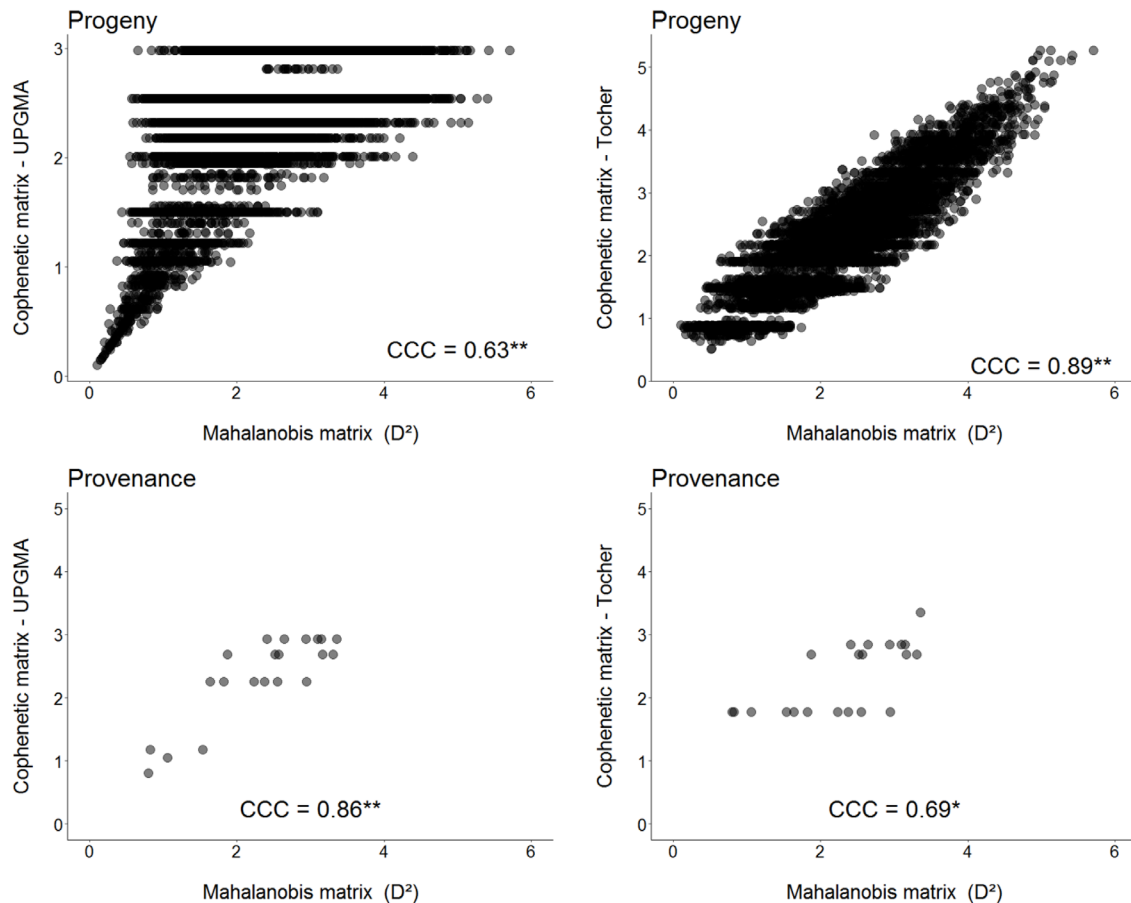 Progeny
Cophenetic matrix - UPGMA
3
2
1
0
CCC = 0.63**
0 2 4 6
Mahalanobis matrix (D²)
Progeny
Cophenetic matrix - Tocher
5
4
3
2
1
0
CCC = 0.89**
0 2 4 6
Mahalanobis matrix (D²)
Provenance
Cophenetic matrix - UPGMA
5
4
3
2
1
0
CCC = 0.86**
0 2 4 6
Mahalanobis matrix (D²)
Provenance
Cophenetic matrix - Tocher
5
4
3
2
1
0
CCC = 0.69*
0 2 4 6
Mahalanobis matrix (D²)